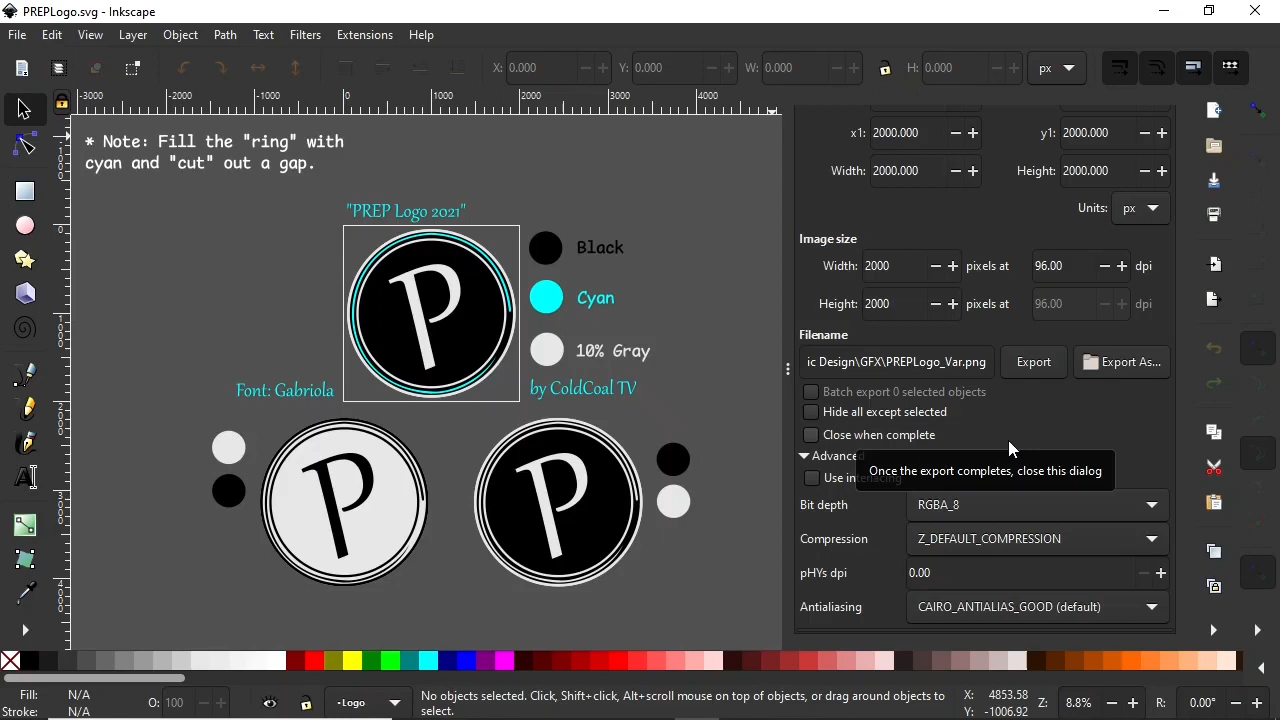 PREPLogo.svg - Inkscape
File Edit View Layer Object Path Text Filters Extensions Help
X: 0.000 Y: 0.000 W: 0.000 H: 0.000 px
-3000 -2000 -1000 0 1000 2000 3000 4000
* Note: Fill the "ring" with
cyan and "cut" out a gap.
"PREP Logo 2021"
P
Black
Cyan
10% Gray
Font: Gabriola
by ColdCoal TV
P
P
x1: 2000.000 y1: 2000.000
Width: 2000.000 Height: 2000.000
Units: px
Image size
Width: 2000 pixels at 96.00 dpi
Height: 2000 pixels at 96.00 dpi
Filename
ic Design\GFX\PREPLogo_Var.png Export Export As...
Batch export 0 selected objects
Hide all except selected
Close when complete
Advanced
Once the export completes, close this dialog
Use interlacing
Bit depth RGBA_8
Compression Z_DEFAULT_COMPRESSION
pHYs dpi 0.00
Antialiasing CAIRO_ANTIALIAS_GOOD (default)
Fill: N/A
Stroke: N/A
O: 100
-Logo
No objects selected. Click, Shift+click, Alt+scroll mouse on top of objects, or drag around objects to
select.
X: 4853.58
Y: -1006.92
Z: 8.8%
R: 0.00°